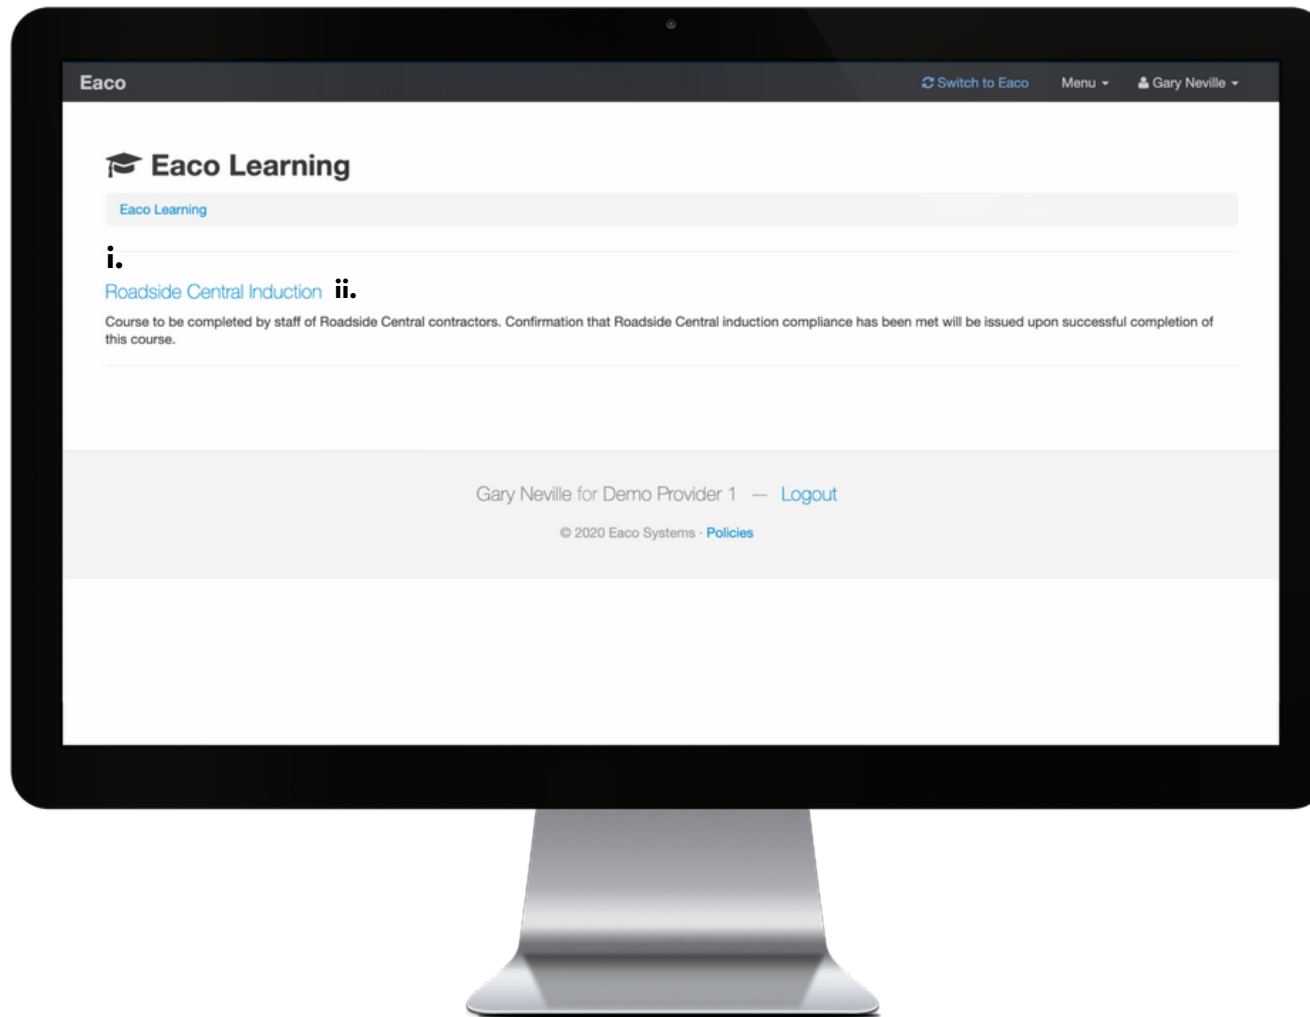 Eaco Switch to Eaco Menu Gary Neville
Eaco Learning
Eaco Learning
i.
Roadside Central Induction ii.
Course to be completed by staff of Roadside Central contractors. Confirmation that Roadside Central induction compliance has been met will be issued upon successful completion of
this course.
Gary Neville for Demo Provider 1 — Logout
© 2020 Eaco Systems · Policies